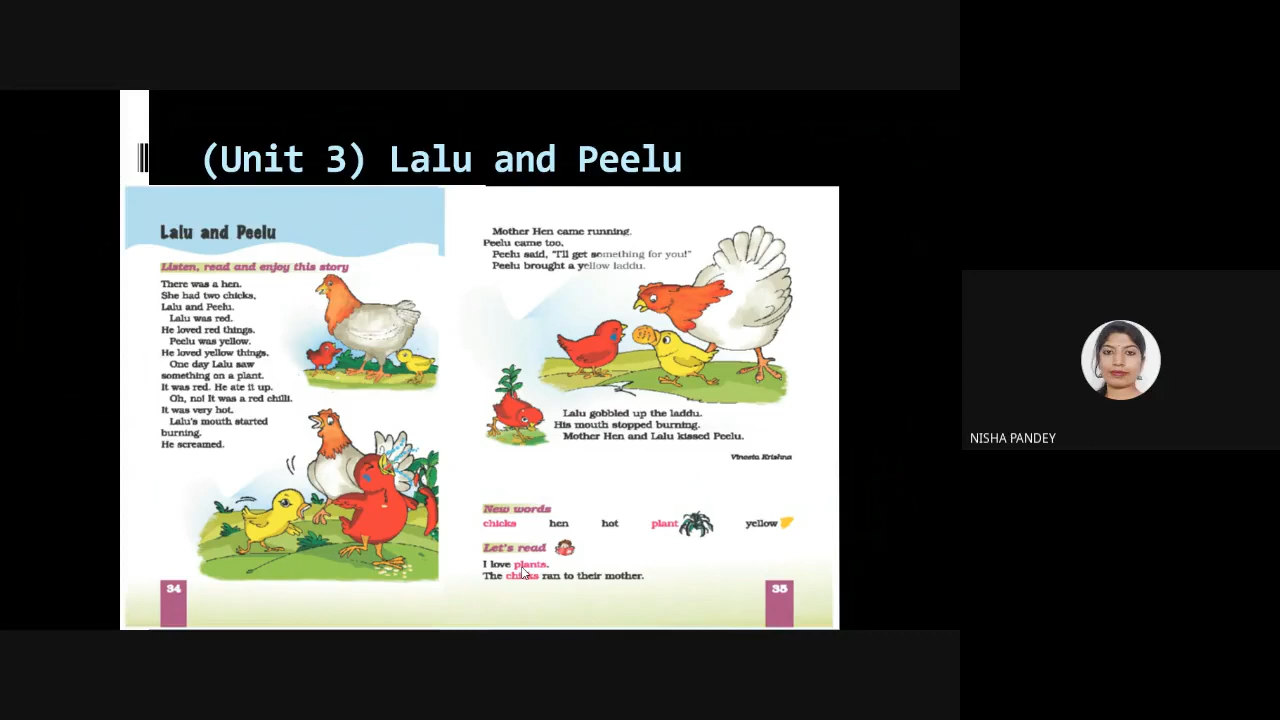 (Unit 3) Lalu and Peelu
Lalu and Peelu
Listen, read and enjoy this story
There was a hen.
She had two chicks,
Lalu and Peelu.
Lalu was red.
He loved red things.
Peelu was yellow.
He loved yellow things.
One day Lalu saw
something on a plant.
It was red. He ate it up.
Oh, no! It was a red chilli.
It was very hot.
Lalu's mouth started
burning.
He screamed.
34
Mother Hen came running.
Peelu came too.
Peelu said, "I'll get something for you!"
Peelu brought a yellow laddu.
Lalu gobbled up the laddu.
His mouth stopped burning.
Mother Hen and Lalu kissed Peelu.
Vineeta Krishna
New words
chicks hen hot plant yellow
Let's read
I love plants.
The chicks ran to their mother.
35
NISHA PANDEY